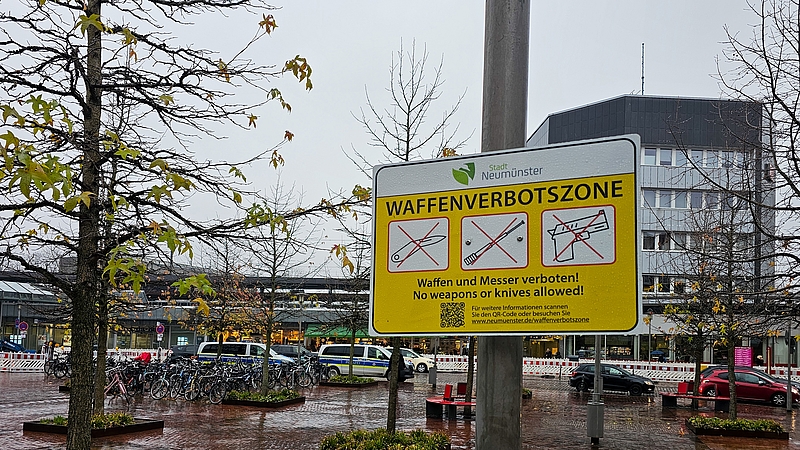 Stadt
Neumünster
WAFFENVERBOTSZONE
Waffen und Messer verboten!
No weapons or knives allowed!
Für weitere Informationen scannen
Sie den QR-Code oder besuchen Sie
www.neumuenster.de/waffenverbotszone